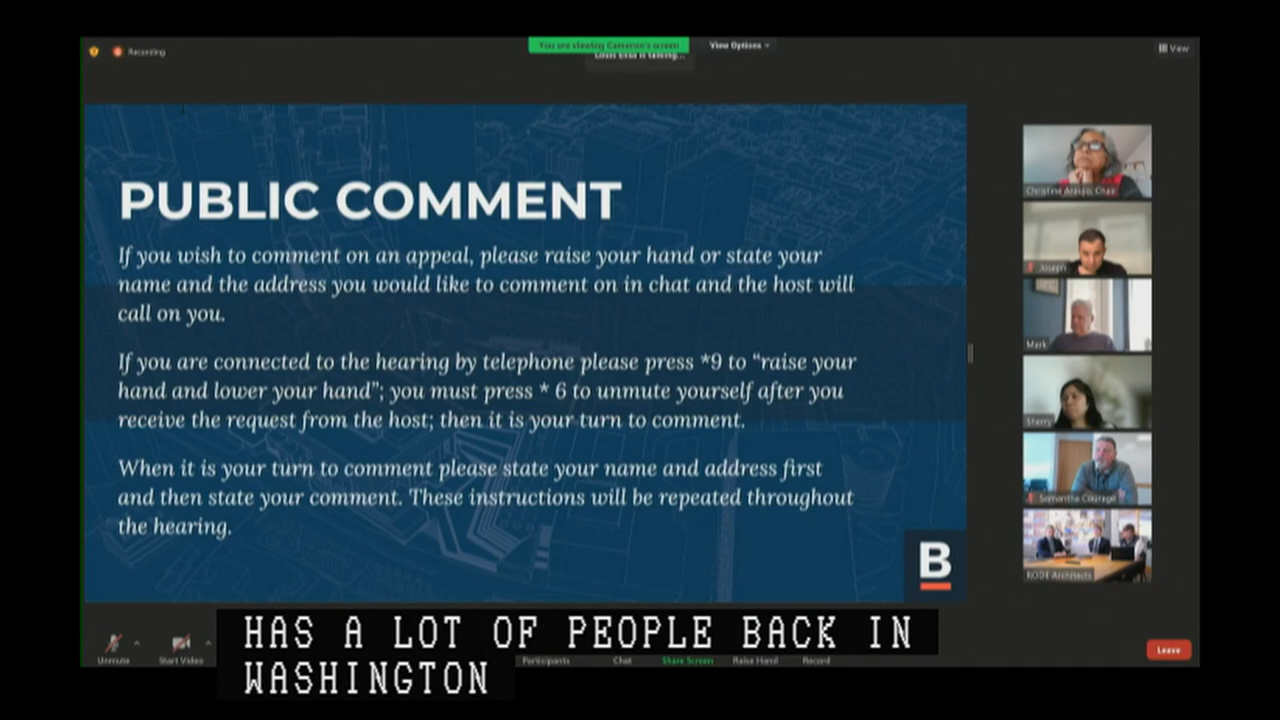 Recording
You are viewing Cameron's screen
View Options
View
PUBLIC COMMENT
If you wish to comment on an appeal, please raise your hand or state your
name and the address you would like to comment on in chat and the host will
call on you.
If you are connected to the hearing by telephone please press *9 to “raise your
hand and lower your hand”; you must press * 6 to unmute yourself after you
receive the request from the host; then it is your turn to comment.
When it is your turn to comment please state your name and address first
and then state your comment. These instructions will be repeated throughout
the hearing.
B
Christine Araujo, Chair
Joseph
Mark
Sherry
Samantha Courage
RODE Architects
HAS A LOT OF PEOPLE BACK IN
WASHINGTON
Unmute
Start Video
Participants
Chat
Share Screen
Raise Hand
Record
Leave